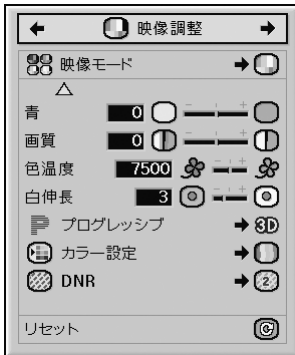 映像調整
映像モード
青 0
画質 0
色温度 7500
白伸長 3
P プログレッシブ 3D
カラー設定
DNR 2
リセット